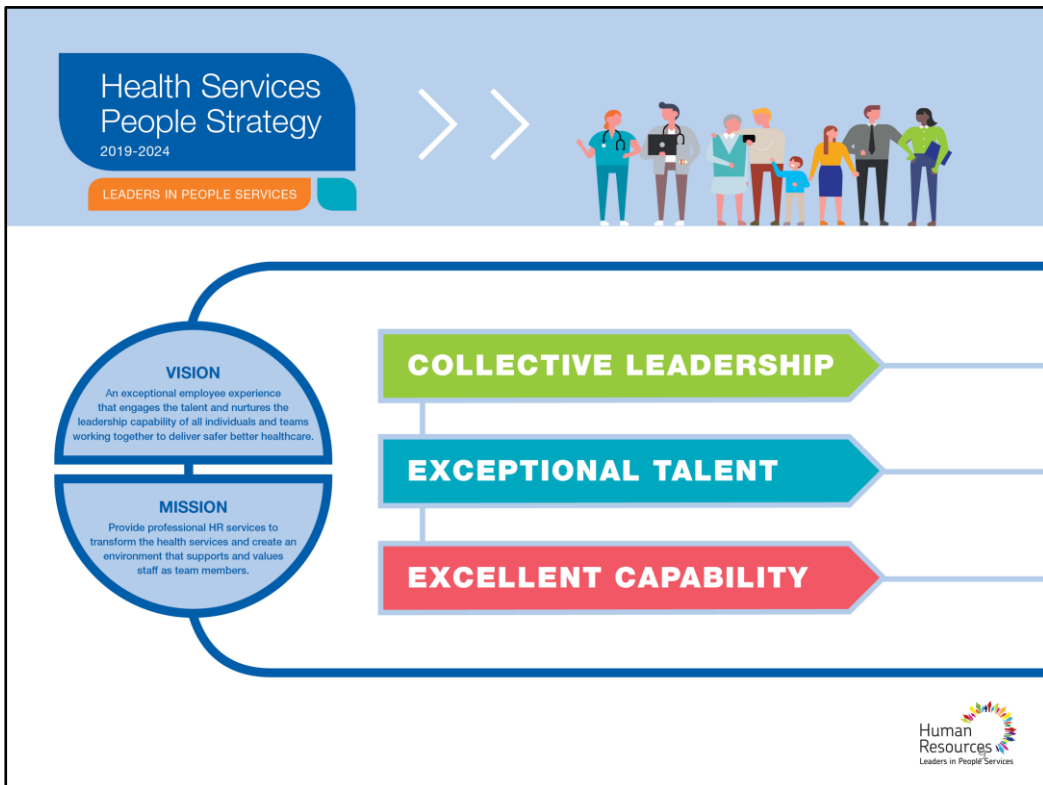 Health Services
People Strategy
2019-2024
LEADERS IN PEOPLE SERVICES
VISION
An exceptional employee experience
that engages the talent and nurtures the
leadership capability of all individuals and teams
working together to deliver safer better healthcare.
MISSION
Provide professional HR services to
transform the health services and create an
environment that supports and values
staff as team members.
COLLECTIVE LEADERSHIP
EXCEPTIONAL TALENT
EXCELLENT CAPABILITY
Human
Resources
Leaders in People Services